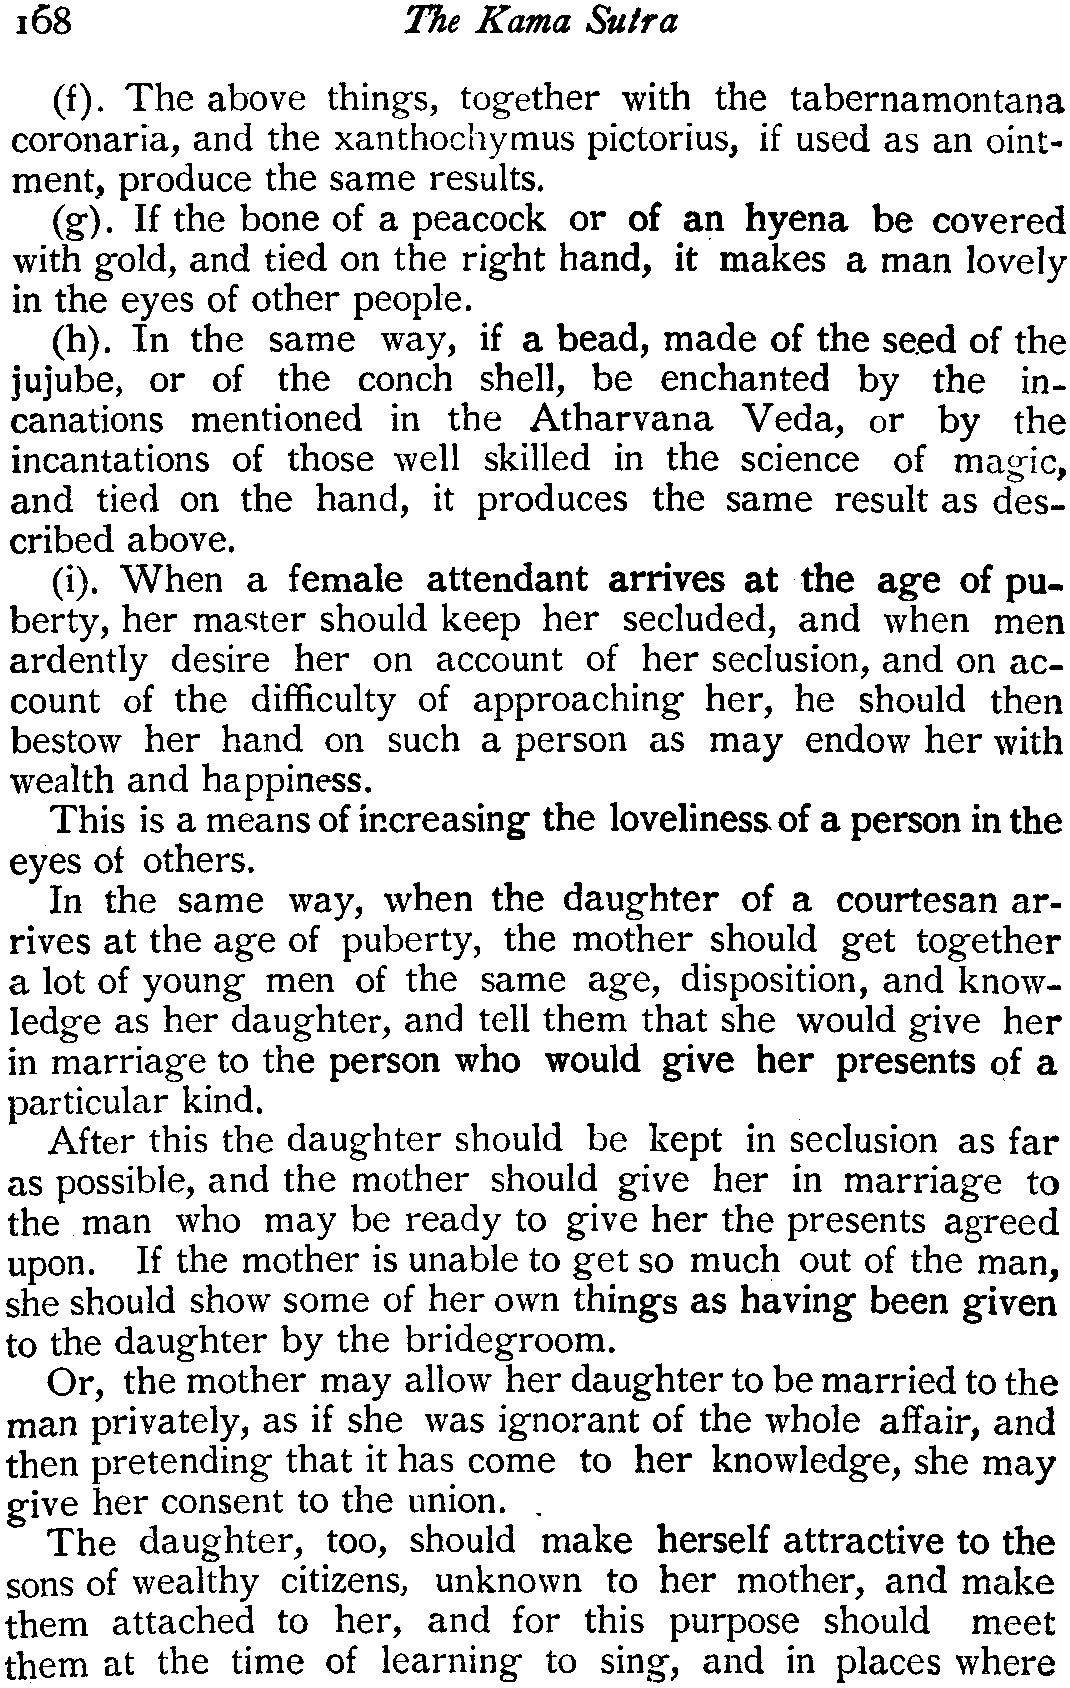 168 The Kama Sutra
(f). The above things, together with the tabernamontana
coronaria, and the xanthochymus pictorius, if used as an oint-
ment, produce the same results.
(g). If the bone of a peacock or of an hyena be covered
with gold, and tied on the right hand, it makes a man lovely
in the eyes of other people.
(h). In the same way, if a bead, made of the seed of the
jujube, or of the conch shell, be enchanted by the in-
canations mentioned in the Atharvana Veda, or by the
incantations of those well skilled in the science of magic,
and tied on the hand, it produces the same result as des-
cribed above.
(i). When a female attendant arrives at the age of pu-
berty, her master should keep her secluded, and when men
ardently desire her on account of her seclusion, and on ac-
count of the difficulty of approaching her, he should then
bestow her hand on such a person as may endow her with
wealth and happiness.
This is a means of increasing the loveliness of a person in the
eyes of others.
In the same way, when the daughter of a courtesan ar-
rives at the age of puberty, the mother should get together
a lot of young men of the same age, disposition, and know-
ledge as her daughter, and tell them that she would give her
in marriage to the person who would give her presents of a
particular kind.
After this the daughter should be kept in seclusion as far
as possible, and the mother should give her in marriage to
the man who may be ready to give her the presents agreed
upon. If the mother is unable to get so much out of the man,
she should show some of her own things as having been given
to the daughter by the bridegroom.
Or, the mother may allow her daughter to be married to the
man privately, as if she was ignorant of the whole affair, and
then pretending that it has come to her knowledge, she may
give her consent to the union.
The daughter, too, should make herself attractive to the
sons of wealthy citizens, unknown to her mother, and make
them attached to her, and for this purpose should meet
them at the time of learning to sing, and in places where